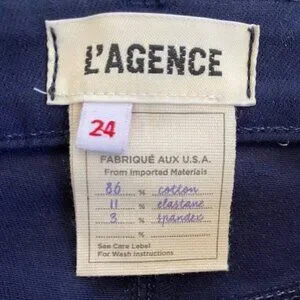 L'AGENCE
24
FABRIQUÉ AUX U.S.A.
From Imported Materials
86 % cotton
11 % elastane
3 % spandex
%
See Care Label
For Wash Instructions